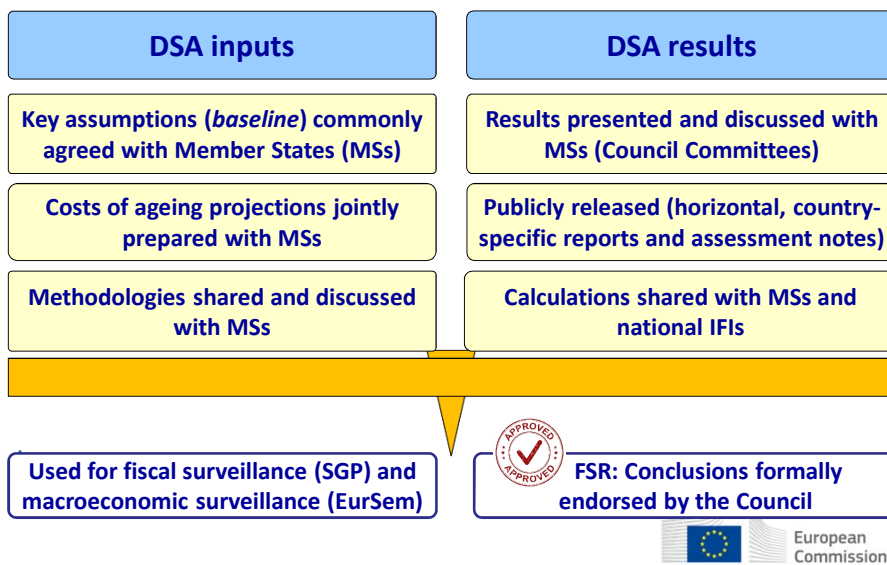 DSA inputs
DSA results
Key assumptions (baseline) commonly
agreed with Member States (MSs)
Results presented and discussed with
MSs (Council Committees)
Costs of ageing projections jointly
prepared with MSs
Publicly released (horizontal, country-
specific reports and assessment notes)
Methodologies shared and discussed
with MSs
Calculations shared with MSs and
national IFIs
Used for fiscal surveillance (SGP) and
macroeconomic surveillance (EurSem)
APPROVED
APPROVED
FSR: Conclusions formally
endorsed by the Council
European
Commission